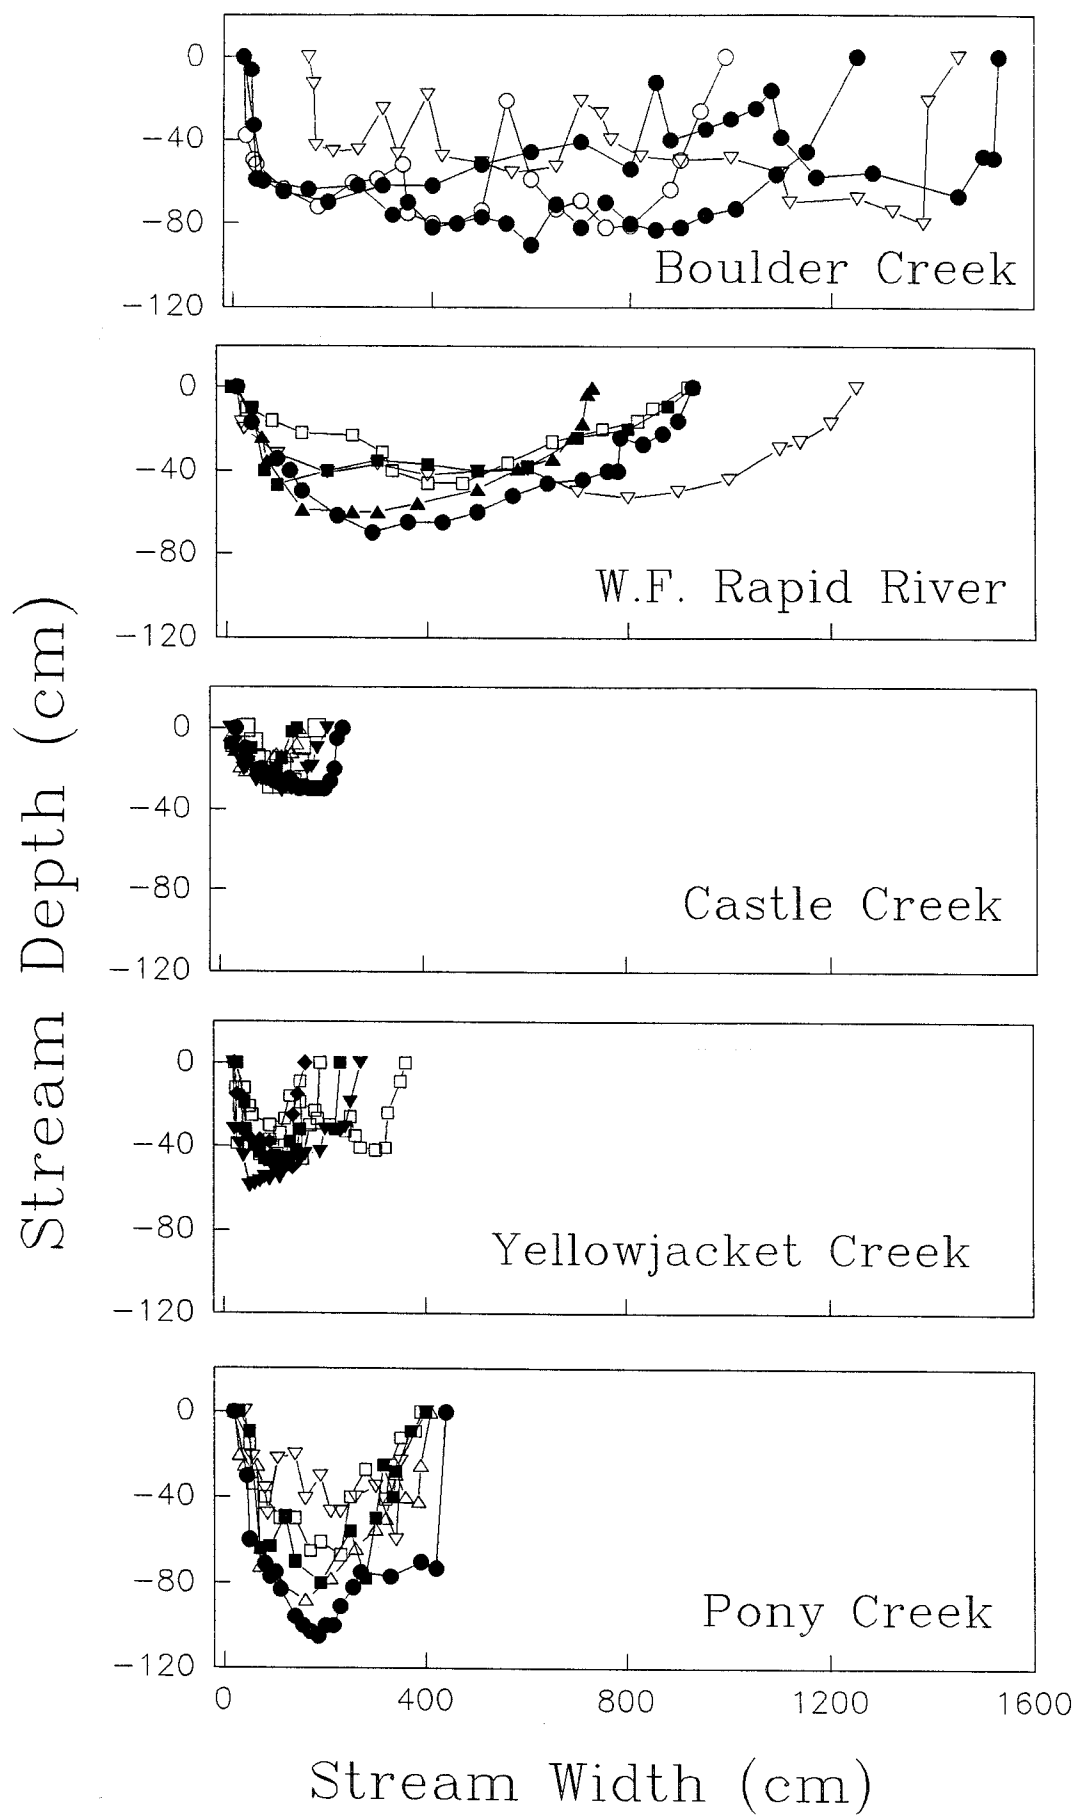 Stream Depth (cm)
0
−40
−80
−120
Boulder Creek
0
−40
−80
−120
W.F. Rapid River
0
−40
−80
−120
Castle Creek
0
−40
−80
−120
Yellowjacket Creek
0
−40
−80
−120
Pony Creek
0 400 800 1200 1600
Stream Width (cm)